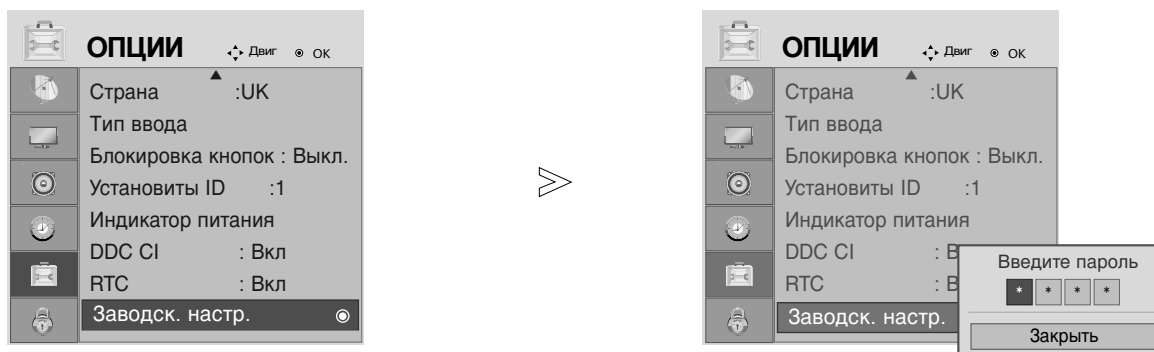 ОПЦИИ Двиг ОК
Страна :UK
Тип ввода
Блокировка кнопок : Выкл.
Установиты ID :1
Индикатор питания
DDC CI : Вкл
RTC : Вкл
Заводск. настр.
ОПЦИИ Двиг ОК
Страна :UK
Тип ввода
Блокировка кнопок : Выкл.
Установиты ID :1
Индикатор питания
DDC CI : В
RTC : В
Заводск. настр.
Введите пароль
* * * *
Закрыть